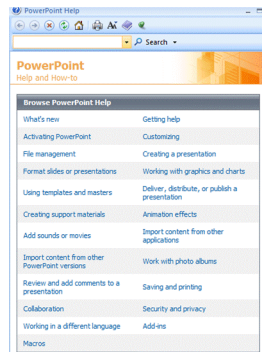 PowerPoint Help
Search
PowerPoint
Help and How-to
Browse PowerPoint Help
What's new
Getting help
Activating PowerPoint
Customizing
File management
Creating a presentation
Format slides or presentations
Working with graphics and charts
Using templates and masters
Deliver, distribute, or publish a
presentation
Creating support materials
Animation effects
Add sounds or movies
Import content from other
applications
Import content from other
PowerPoint versions
Work with photo albums
Review and add comments to a
presentation
Saving and printing
Collaboration
Security and privacy
Working in a different language
Add-ins
Macros